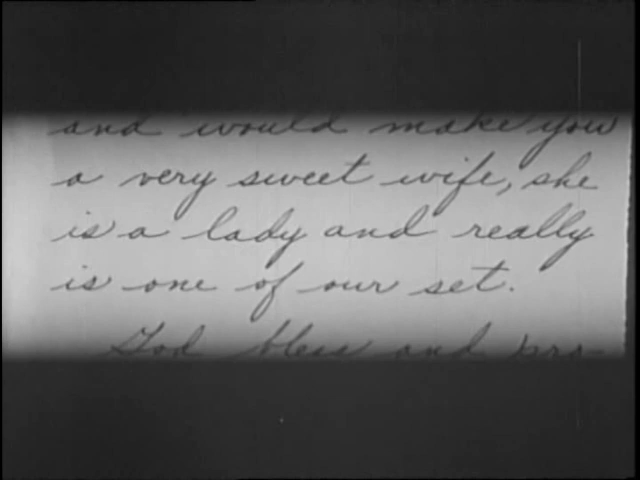 and would make you
a very sweet wife, she
is a lady and really
is one of our set.
God bless and pro-